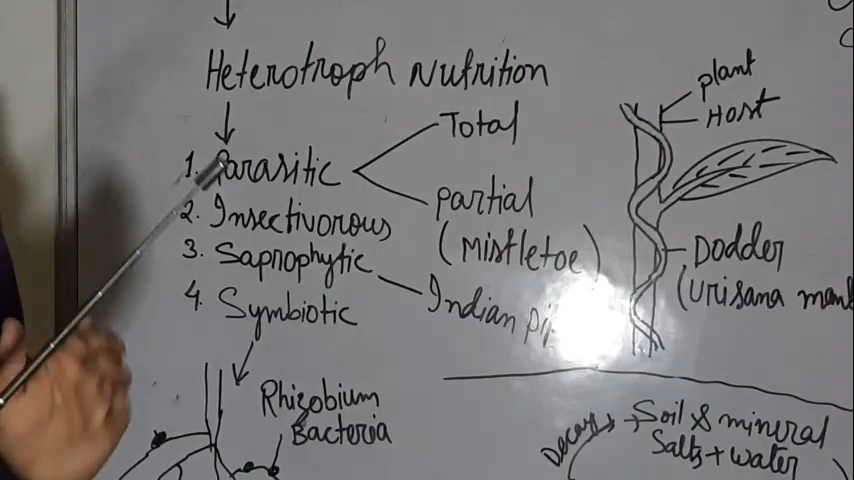 Heterotroph Nutrition
1. Parasitic
Total
partial
(Mistletoe)
2. Insectivorous
3. Saprophytic
Indian
4. Symbiotic
Rhizobium
Bacteria
plant
Host
Dodder
(Urisana
Decay
Soil & mineral
Salts + water